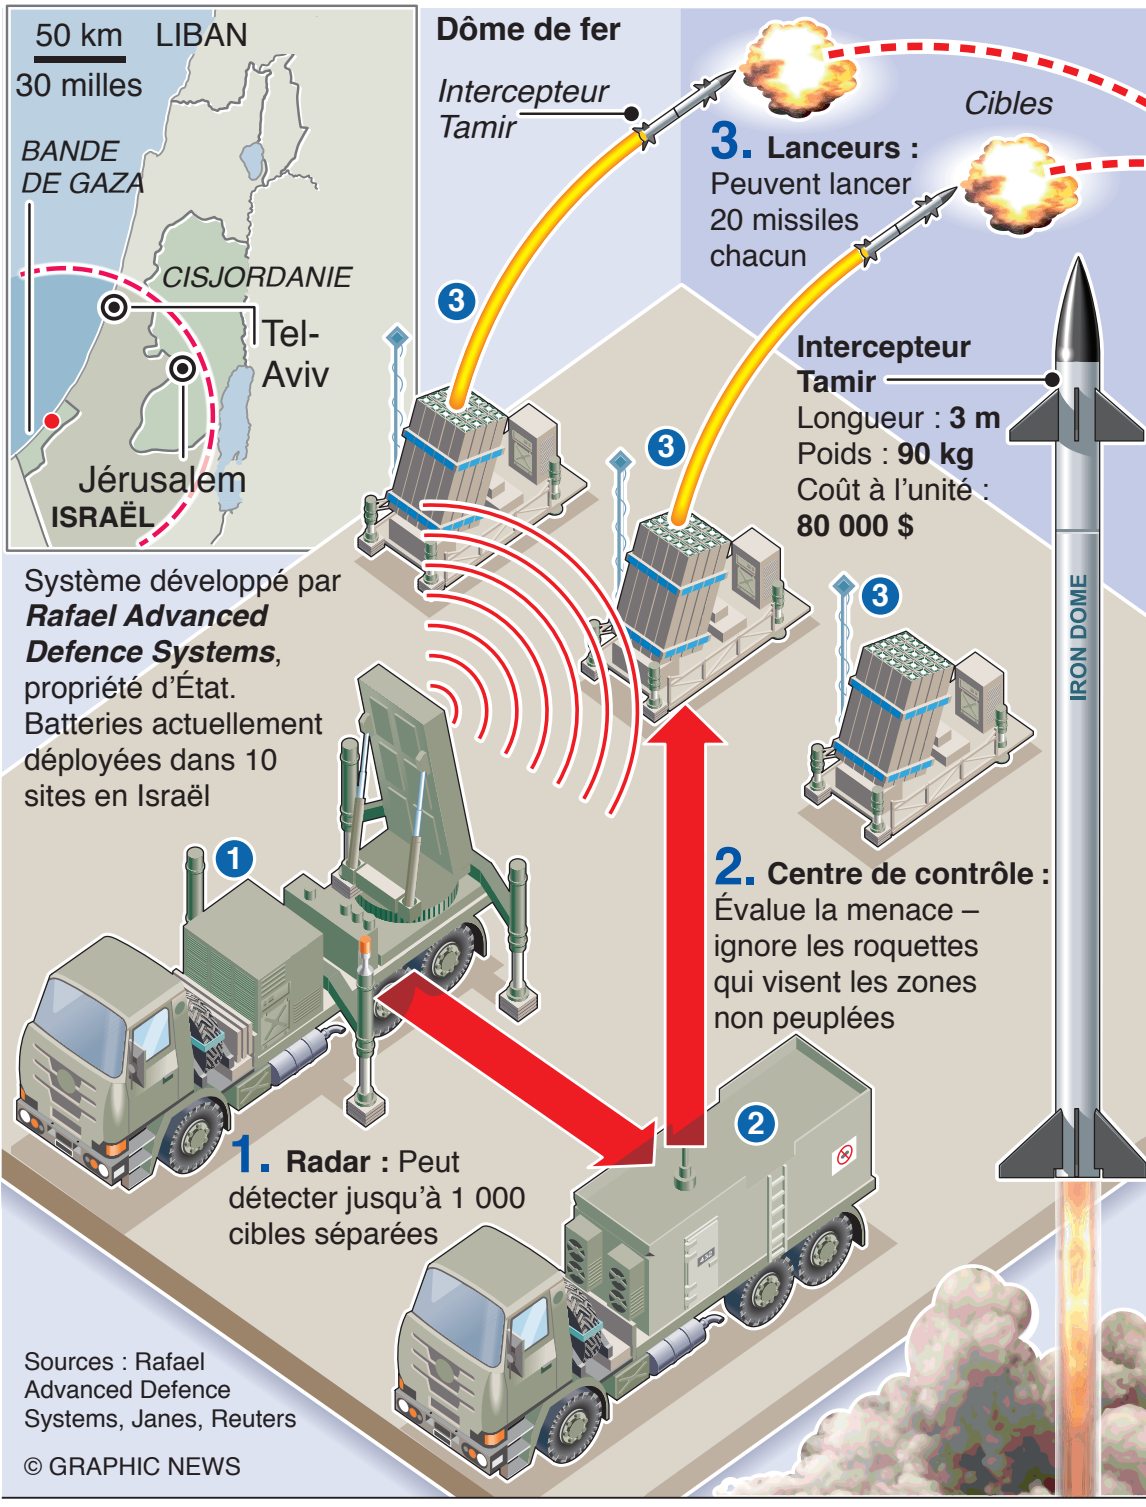 50 km
30 milles
LIBAN
BANDE
DE GAZA
CISJORDANIE
Tel-
Aviv
Jérusalem
ISRAËL
Dôme de fer
Intercepteur
Tamir
Cibles
3. Lanceurs :
Peuvent lancer
20 missiles
chacun
3
3
3
Intercepteur
Tamir
Longueur : 3 m
Poids : 90 kg
Coût à l’unité :
80 000 $
IRON DOME
Système développé par
Rafael Advanced
Defence Systems,
propriété d’État.
Batteries actuellement
déployées dans 10
sites en Israël
1
2. Centre de contrôle :
Évalue la menace –
ignore les roquettes
qui visent les zones
non peuplées
2
1. Radar : Peut
détecter jusqu’à 1 000
cibles séparées
Sources : Rafael
Advanced Defence
Systems, Janes, Reuters
© GRAPHIC NEWS